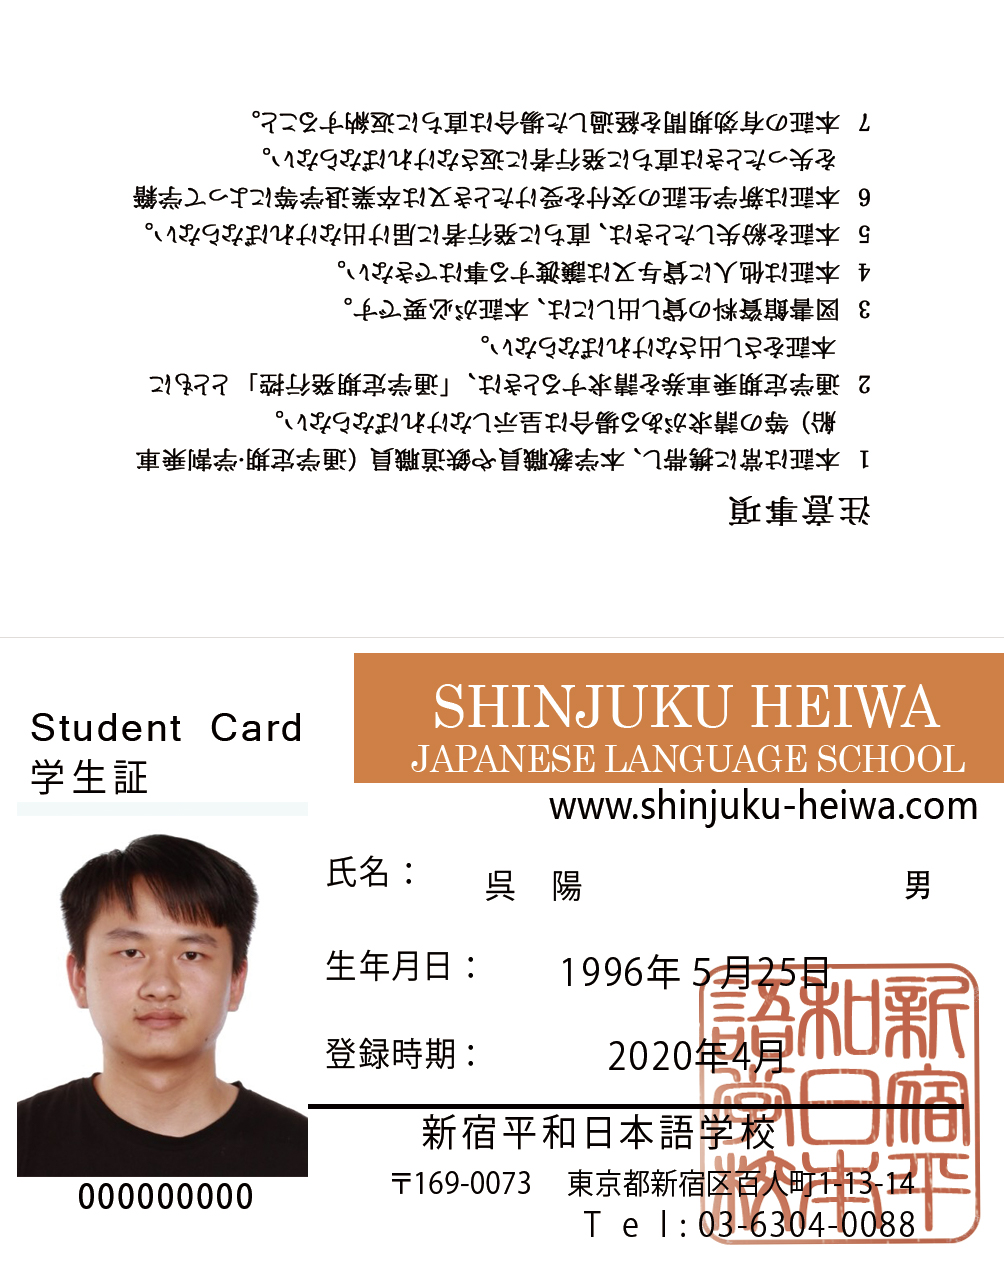 注意事項
1 本証は常に携帯し、本学教職員や鉄道職員（通学定期・学割乗車
船）等の請求がある場合は呈示しなければならない。
2 通学定期乗車券を請求するときは、「通学定期発行控」とともに
本証をさし出さなければならない。
3 図書館資料の貸し出しには、本証が必要です。
4 本証は他人に貸与又は譲渡する事はできない。
5 本証を紛失したときは、直ちに発行者に届け出なければならない。
6 本証は新学生証の交付を受けたとき又は卒業退学等によって学籍
を失ったときは直ちに発行者に返さなければならない。
7 本証の有効期間を経過した場合は直ちに返納すること。
SHINJUKU HEIWA
JAPANESE LANGUAGE SCHOOL
www.shinjuku-heiwa.com
Student Card
学生証
氏名： 呉 陽 男
生年月日： 1996年 5 月25日
登録時期： 2020年4月
新宿平和日本語学校
〒169-0073 東京都新宿区百人町1-13-14
Tel:03-6304-0088
000000000
新宿平和日本語学校